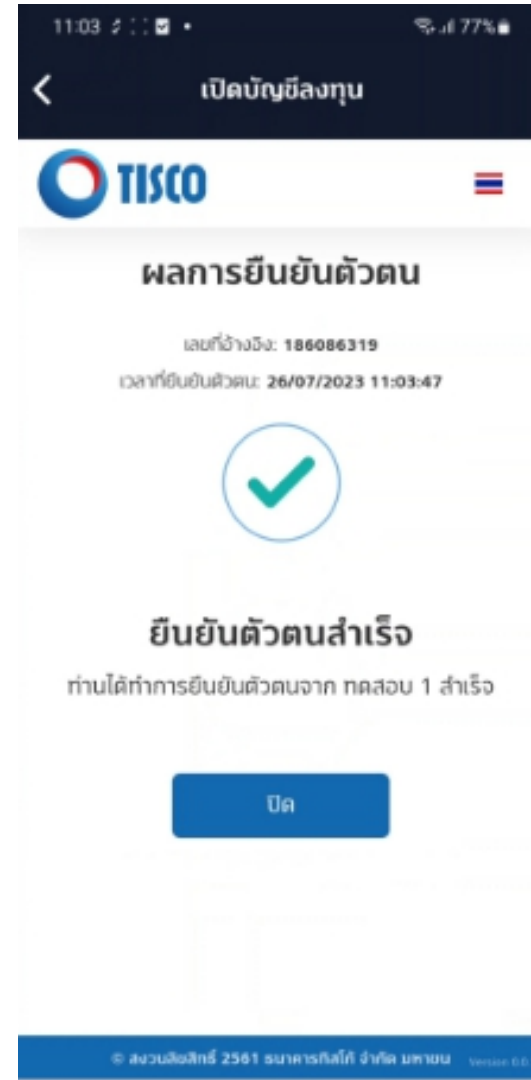 11:03
77%
เปิดบัญชีลงทุน
TISCO
ผลการยืนยันตัวตน
เลขที่อ้างอิง: 186086319
เวลาที่ยืนยันตัวตน: 26/07/2023 11:03:47
ยืนยันตัวตนสำเร็จ
ท่านได้ทำการยืนยันตัวตนจาก ทดสอบ 1 สำเร็จ
ปิด
© สงวนลิขสิทธิ์ 2561 ธนาคารทิสโก้ จำกัด มหาชน
Version 0.0